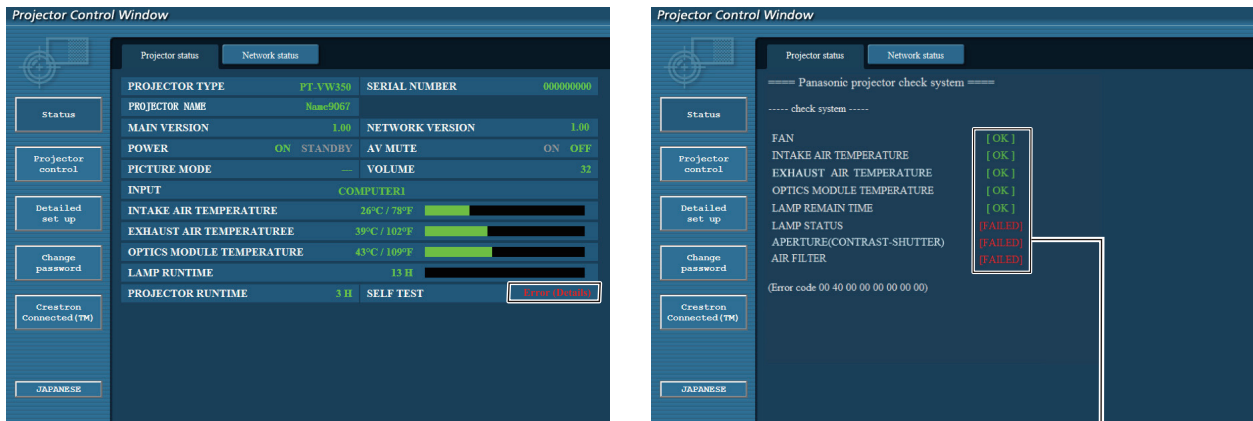 Projector Control Window
Projector status Network status
Status
Projector control
Detailed set up
Change password
Crestron Connected(TM)
JAPANESE
PROJECTOR TYPE PT-VW350 SERIAL NUMBER 000000000
PROJECTOR NAME Name9067
MAIN VERSION 1.00 NETWORK VERSION 1.00
POWER ON STANDBY AV MUTE ON OFF
PICTURE MODE — VOLUME 32
INPUT COMPUTER1
INTAKE AIR TEMPERATURE 26°C / 78°F
EXHAUST AIR TEMPERATUREE 39°C / 102°F
OPTICS MODULE TEMPERATURE 43°C / 109°F
LAMP RUNTIME 13 H
PROJECTOR RUNTIME 3 H SELF TEST Error (Details)
Projector Control Window
Projector status Network status
Status
Projector control
Detailed set up
Change password
Crestron Connected(TM)
JAPANESE
==== Panasonic projector check system ====
----- check system -----
FAN [ OK ]
INTAKE AIR TEMPERATURE [ OK ]
EXHAUST AIR TEMPERATURE [ OK ]
OPTICS MODULE TEMPERATURE [ OK ]
LAMP REMAIN TIME [ OK ]
LAMP STATUS [FAILED]
APERTURE(CONTRAST-SHUTTER) [FAILED]
AIR FILTER [FAILED]
(Error code 00 40 00 00 00 00 00 00)